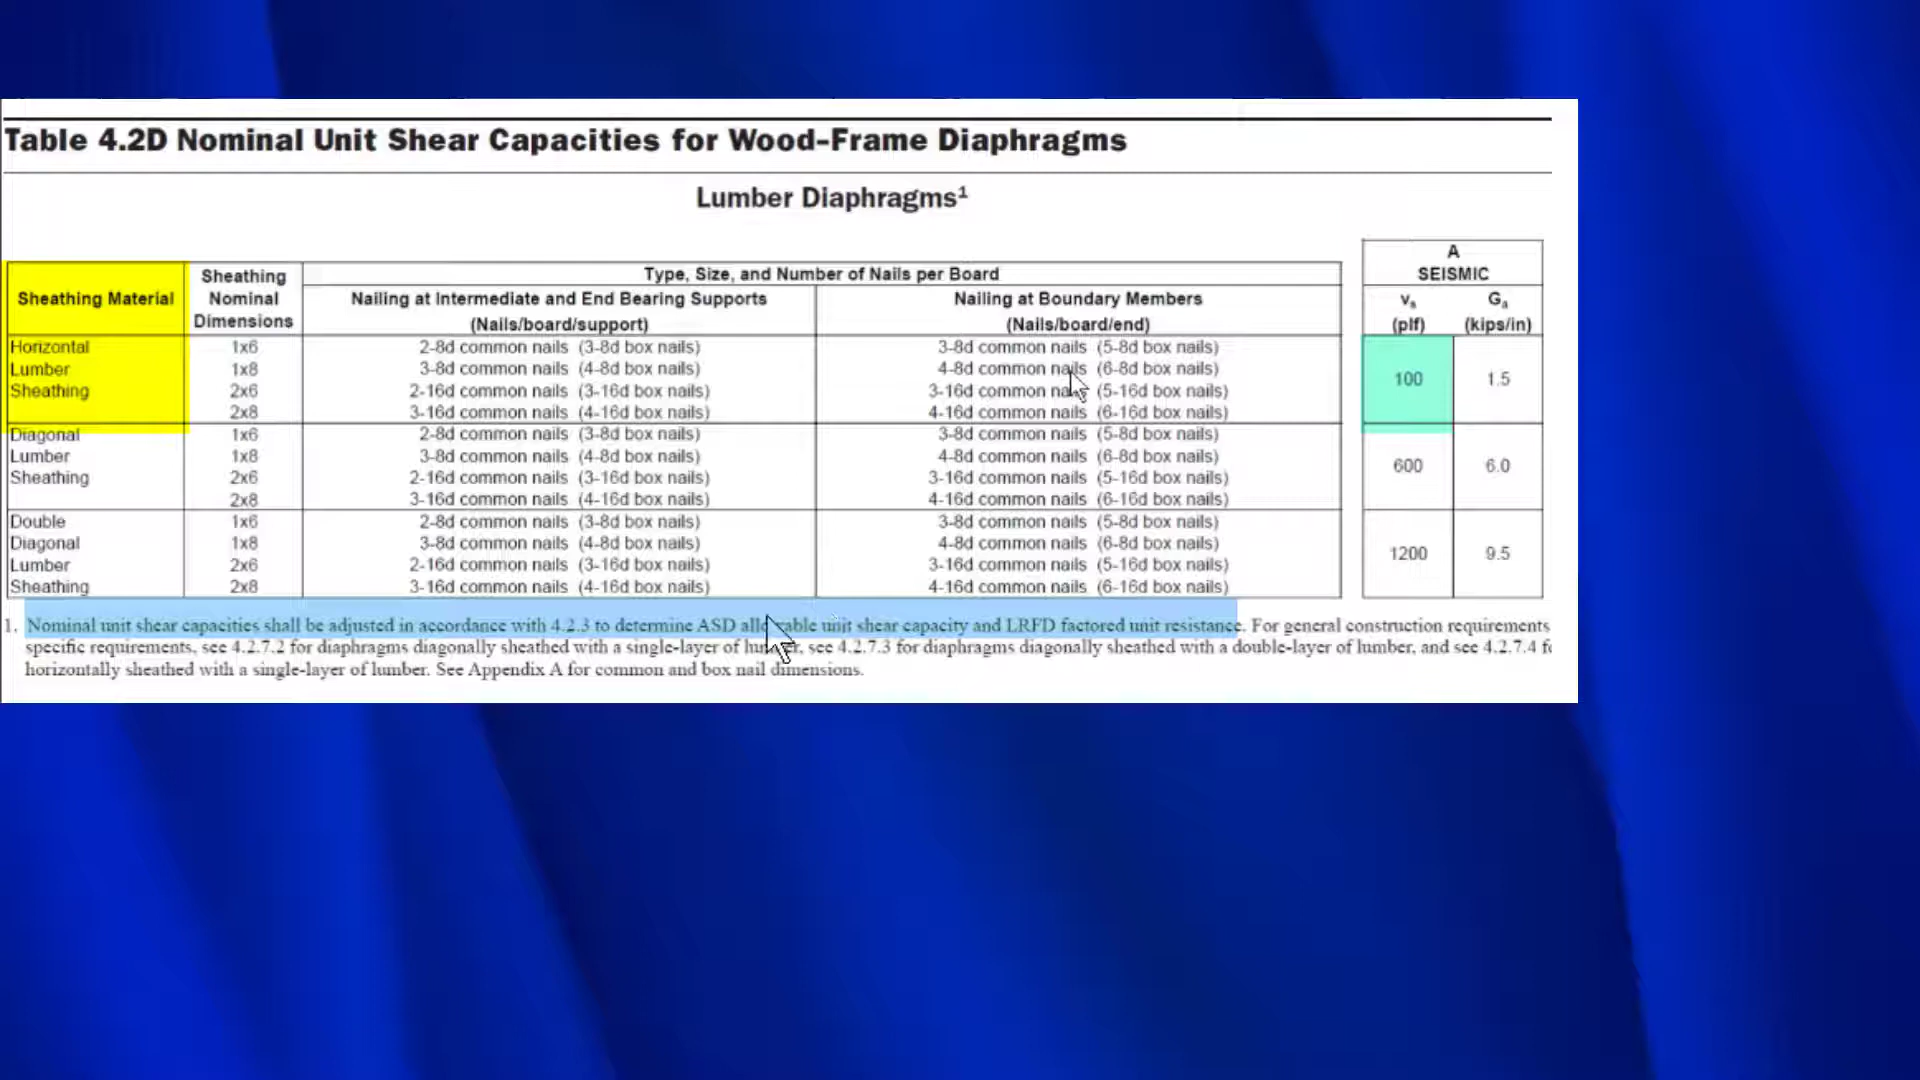 Table 4.2D Nominal Unit Shear Capacities for Wood-Frame Diaphragms
Lumber Diaphragms¹
A
SEISMIC
Sheathing Material
Sheathing Nominal Dimensions
Type, Size, and Number of Nails per Board
Nailing at Intermediate and End Bearing Supports
(Nails/board/support)
Nailing at Boundary Members
(Nails/board/end)
vs (plf)
Ga (kips/in)
Horizontal 1x6 2-8d common nails (3-8d box nails) 3-8d common nails (5-8d box nails)
Lumber 1x8 3-8d common nails (4-8d box nails) 4-8d common nails (6-8d box nails)
100 1.5
Sheathing 2x6 2-16d common nails (3-16d box nails) 3-16d common nails (5-16d box nails)
2x8 3-16d common nails (4-16d box nails) 4-16d common nails (6-16d box nails)
Diagonal 1x6 2-8d common nails (3-8d box nails) 3-8d common nails (5-8d box nails)
Lumber 1x8 3-8d common nails (4-8d box nails) 4-8d common nails (6-8d box nails)
600 6.0
Sheathing 2x6 2-16d common nails (3-16d box nails) 3-16d common nails (5-16d box nails)
2x8 3-16d common nails (4-16d box nails) 4-16d common nails (6-16d box nails)
Double 1x6 2-8d common nails (3-8d box nails) 3-8d common nails (5-8d box nails)
Diagonal 1x8 3-8d common nails (4-8d box nails) 4-8d common nails (6-8d box nails)
1200 9.5
Lumber 2x6 2-16d common nails (3-16d box nails) 3-16d common nails (5-16d box nails)
Sheathing 2x8 3-16d common nails (4-16d box nails) 4-16d common nails (6-16d box nails)
1. Nominal unit shear capacities shall be adjusted in accordance with 4.2.3 to determine ASD allowable unit shear capacity and LRFD factored unit resistance. For general construction requirements
specific requirements, see 4.2.7.2 for diaphragms diagonally sheathed with a single-layer of lumber, see 4.2.7.3 for diaphragms diagonally sheathed with a double-layer of lumber, and see 4.2.7.4
horizontally sheathed with a single-layer of lumber. See Appendix A for common and box nail dimensions.